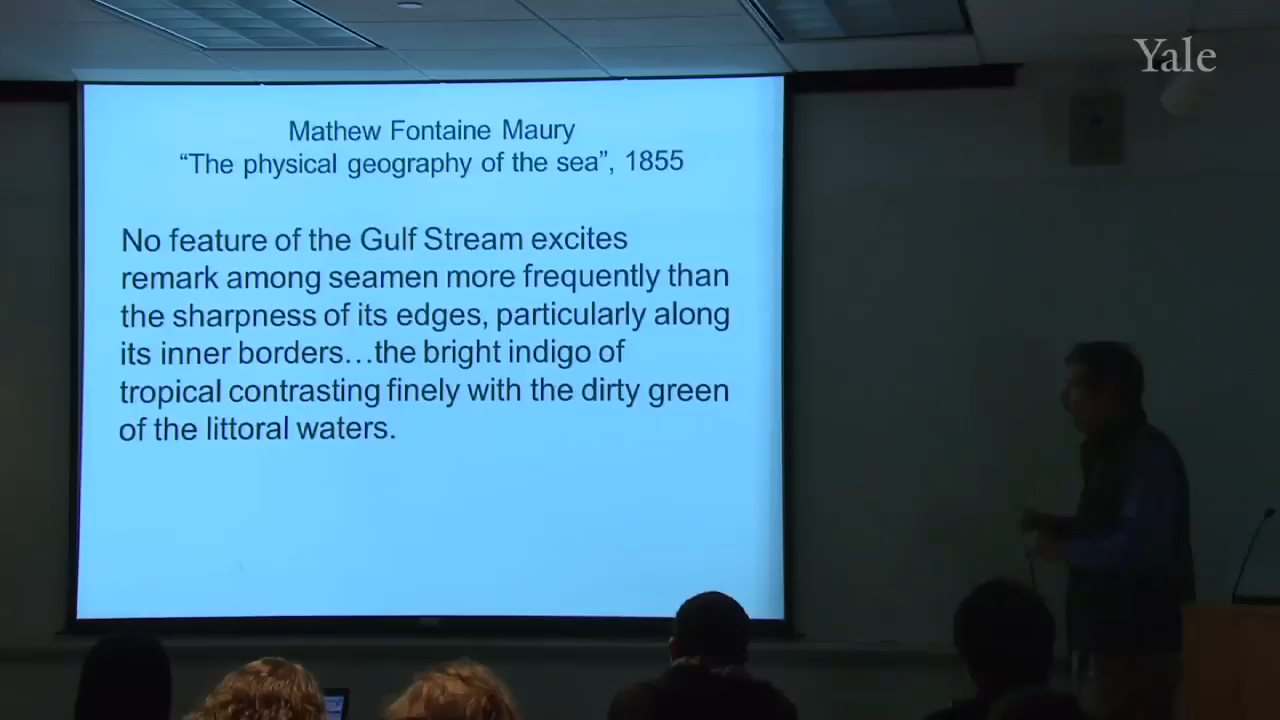 Yale
Mathew Fontaine Maury
“The physical geography of the sea”, 1855
No feature of the Gulf Stream excites
remark among seamen more frequently than
the sharpness of its edges, particularly along
its inner borders…the bright indigo of
tropical contrasting finely with the dirty green
of the littoral waters.